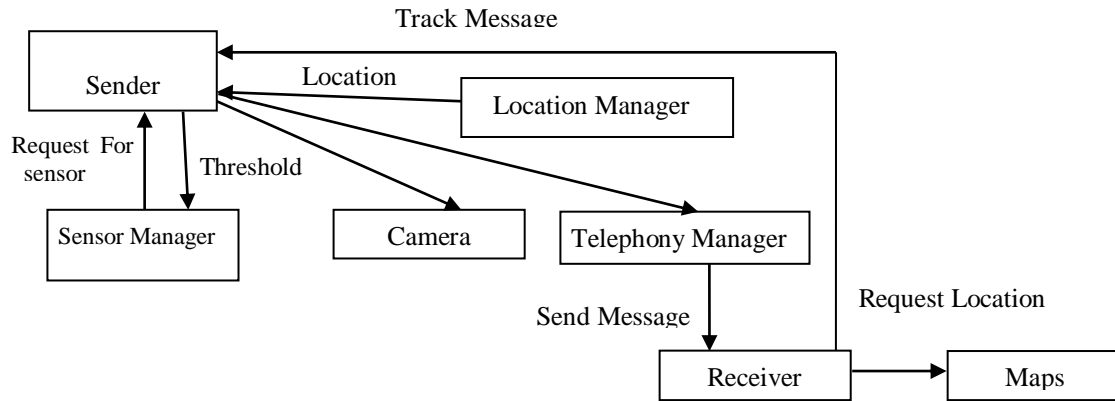 Track Message
Sender
Location
Location Manager
Request For
sensor
Threshold
Sensor Manager
Camera
Telephony Manager
Send Message
Request Location
Receiver
Maps